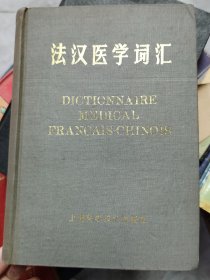 法汉医学词汇
DICTIONNAIRE
MEDICAL
FRANCAIS-CHINOIS